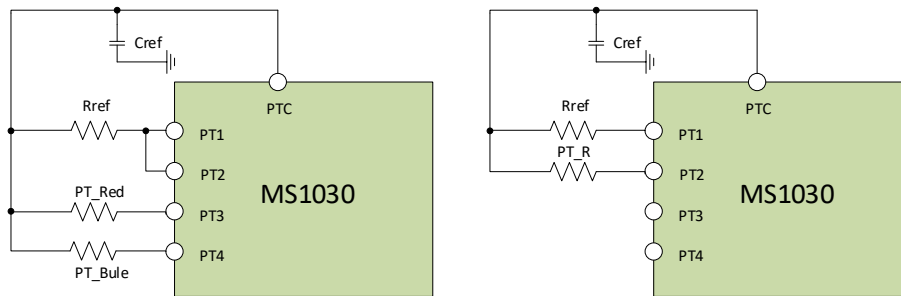 Cref
PTC
Rref
PT1
PT2
MS1030
PT_Red
PT3
PT4
PT_Bule
Cref
PTC
Rref
PT1
PT_R
PT2
MS1030
PT3
PT4